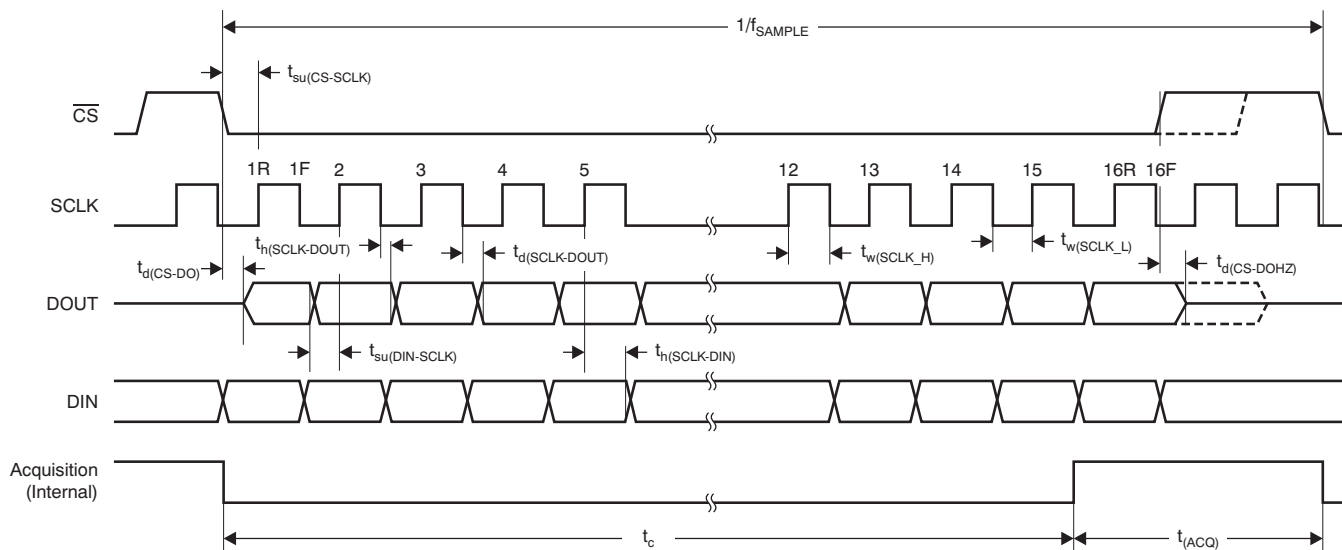 1/fSAMPLE
tsu(CS-SCLK)
CS
1R 1F 2 3 4 5 12 13 14 15 16R 16F
SCLK
th(SCLK-DOUT) td(SCLK-DOUT) tw(SCLK_H) tw(SCLK_L)
td(CS-DO) td(CS-DOHZ)
DOUT
tsu(DIN-SCLK) th(SCLK-DIN)
DIN
Acquisition
(Internal)
tc t(ACQ)